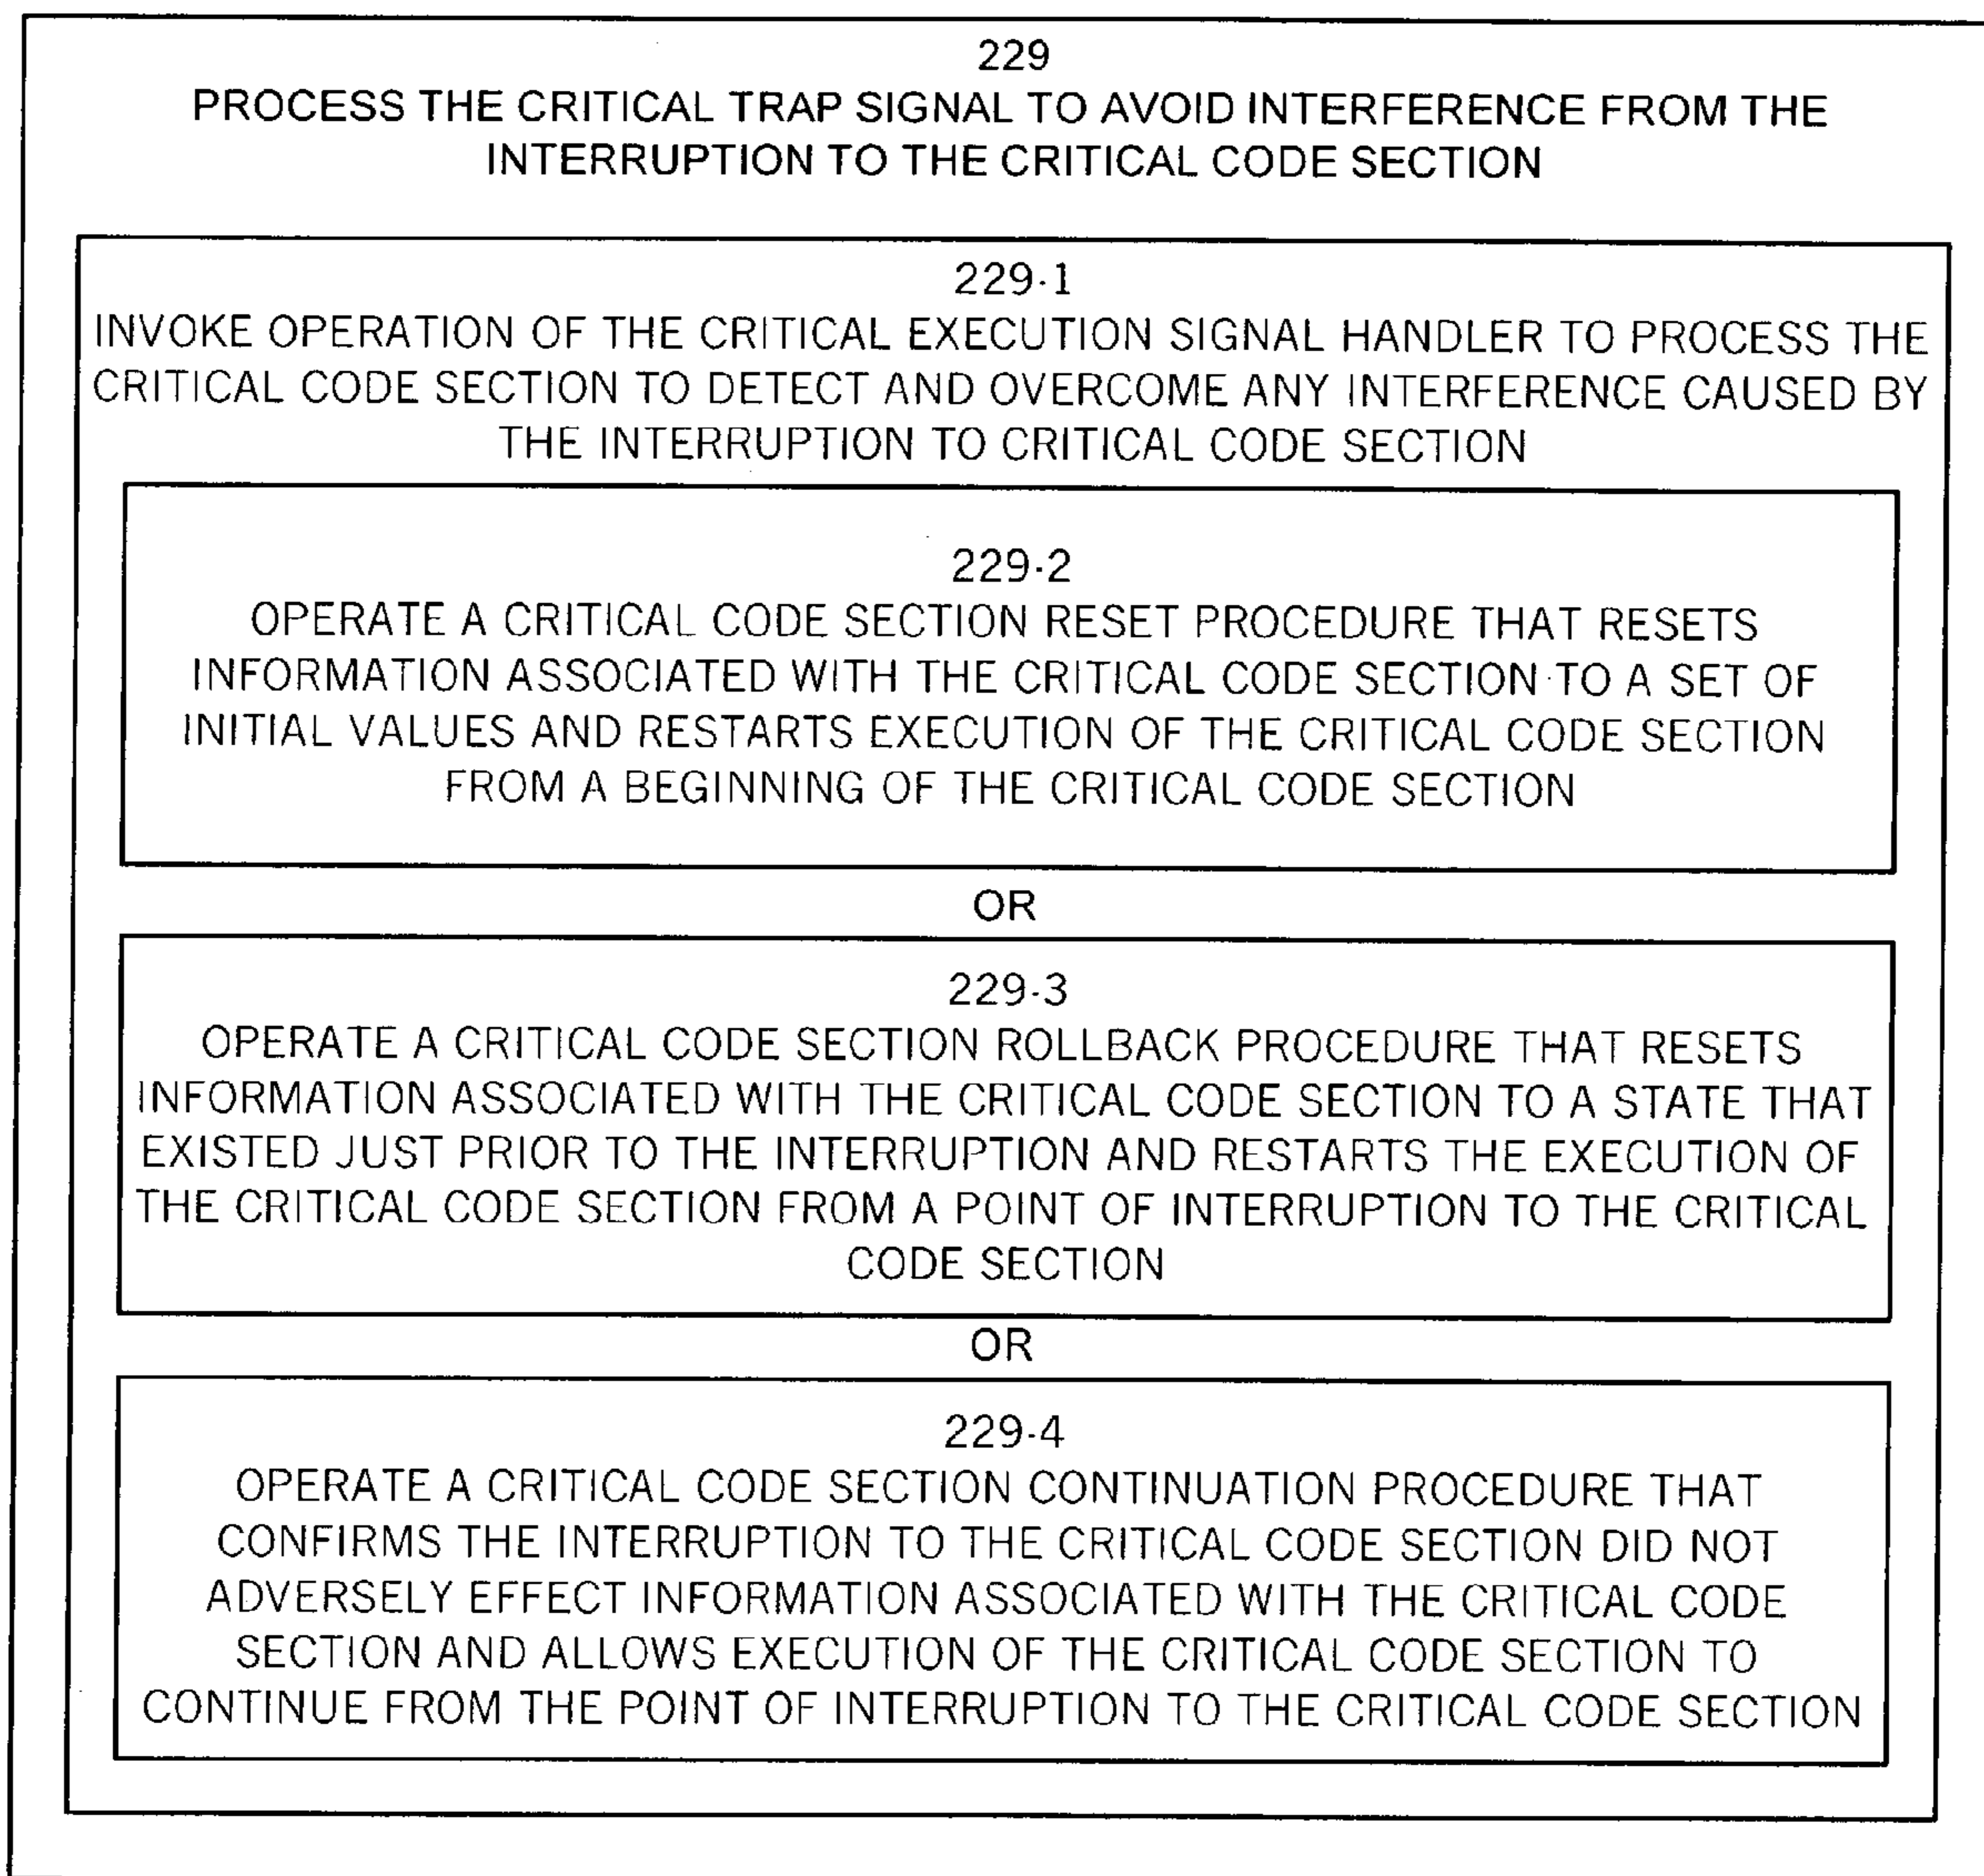 229
PROCESS THE CRITICAL TRAP SIGNAL TO AVOID INTERFERENCE FROM THE
INTERRUPTION TO THE CRITICAL CODE SECTION
229-1
INVOKE OPERATION OF THE CRITICAL EXECUTION SIGNAL HANDLER TO PROCESS THE
CRITICAL CODE SECTION TO DETECT AND OVERCOME ANY INTERFERENCE CAUSED BY
THE INTERRUPTION TO CRITICAL CODE SECTION
229-2
OPERATE A CRITICAL CODE SECTION RESET PROCEDURE THAT RESETS
INFORMATION ASSOCIATED WITH THE CRITICAL CODE SECTION TO A SET OF
INITIAL VALUES AND RESTARTS EXECUTION OF THE CRITICAL CODE SECTION
FROM A BEGINNING OF THE CRITICAL CODE SECTION
OR
229-3
OPERATE A CRITICAL CODE SECTION ROLLBACK PROCEDURE THAT RESETS
INFORMATION ASSOCIATED WITH THE CRITICAL CODE SECTION TO A STATE THAT
EXISTED JUST PRIOR TO THE INTERRUPTION AND RESTARTS THE EXECUTION OF
THE CRITICAL CODE SECTION FROM A POINT OF INTERRUPTION TO THE CRITICAL
CODE SECTION
OR
229-4
OPERATE A CRITICAL CODE SECTION CONTINUATION PROCEDURE THAT
CONFIRMS THE INTERRUPTION TO THE CRITICAL CODE SECTION DID NOT
ADVERSELY EFFECT INFORMATION ASSOCIATED WITH THE CRITICAL CODE
SECTION AND ALLOWS EXECUTION OF THE CRITICAL CODE SECTION TO
CONTINUE FROM THE POINT OF INTERRUPTION TO THE CRITICAL CODE SECTION